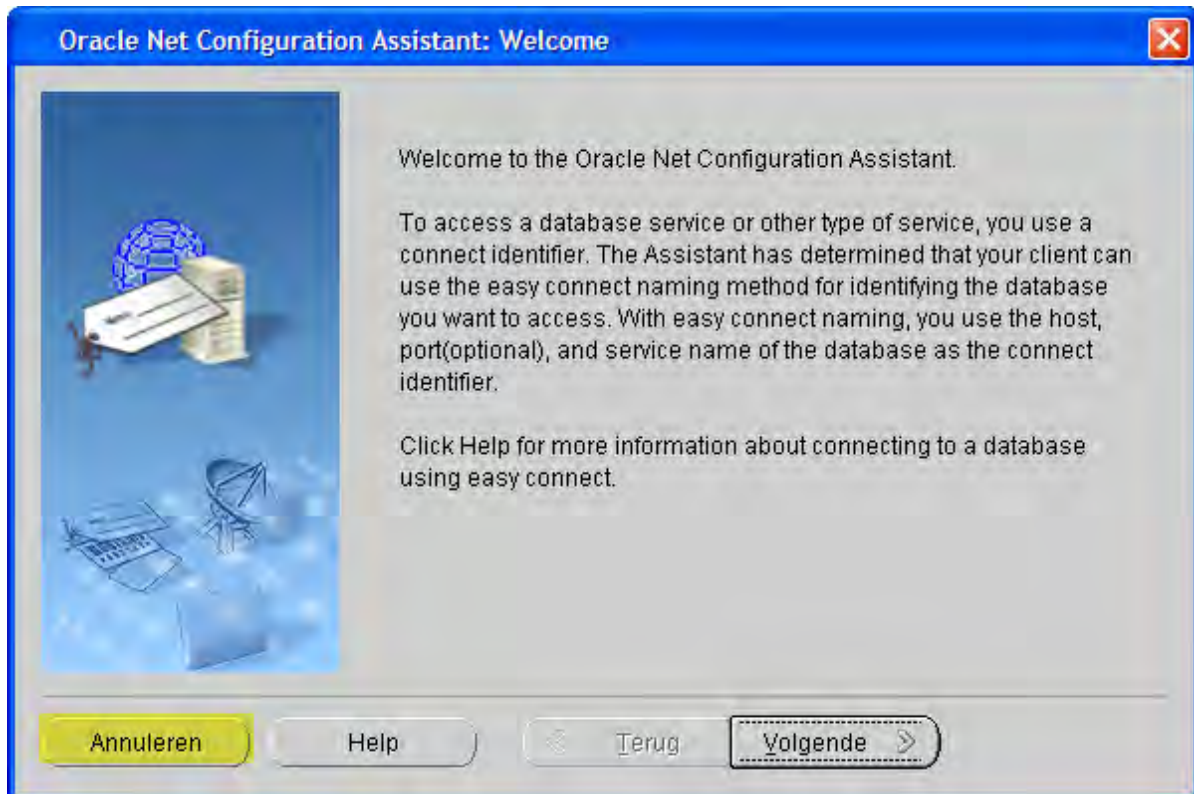 Oracle Net Configuration Assistant: Welcome
Welcome to the Oracle Net Configuration Assistant.
To access a database service or other type of service, you use a
connect identifier. The Assistant has determined that your client can
use the easy connect naming method for identifying the database
you want to access. With easy connect naming, you use the host,
port(optional), and service name of the database as the connect
identifier.
Click Help for more information about connecting to a database
using easy connect.
Annuleren Help Terug Volgende